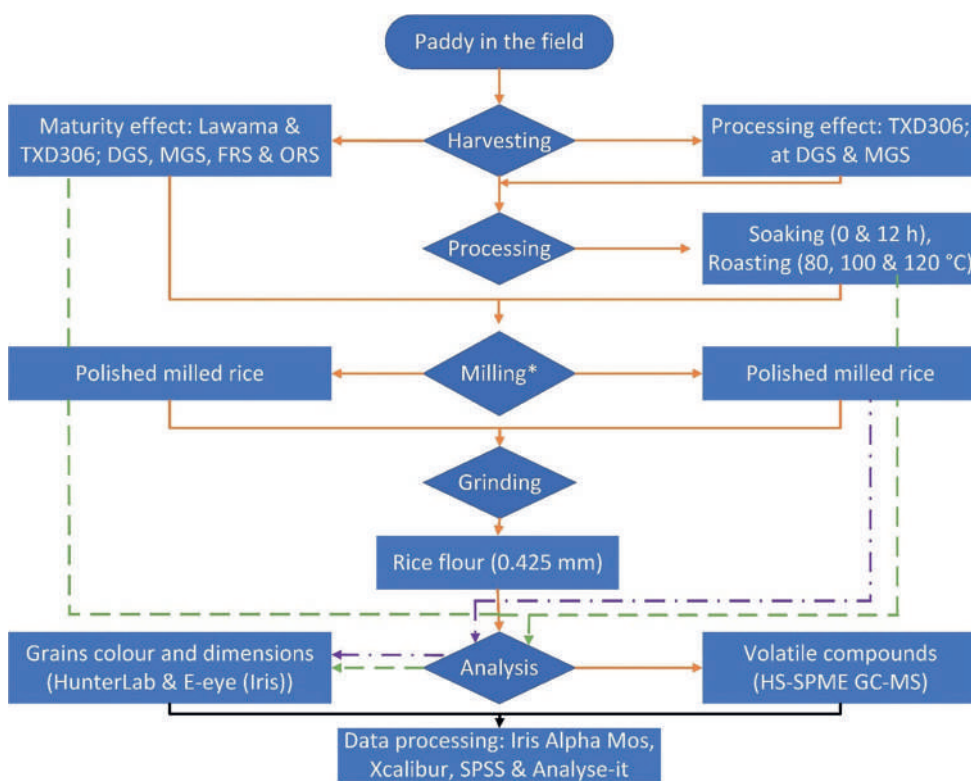 Paddy in the field
Maturity effect: Lawama &
TXD306; DGS, MGS, FRS & ORS
Harvesting
Processing effect: TXD306;
at DGS & MGS
Processing
Soaking (0 & 12 h),
Roasting (80, 100 & 120 °C)
Polished milled rice
Milling*
Polished milled rice
Grinding
Rice flour (0.425 mm)
Grains colour and dimensions
(HunterLab & E-eye (Iris))
Analysis
Volatile compounds
(HS-SPME GC-MS)
Data processing: Iris Alpha Mos,
Xcalibur, SPSS & Analyse-it